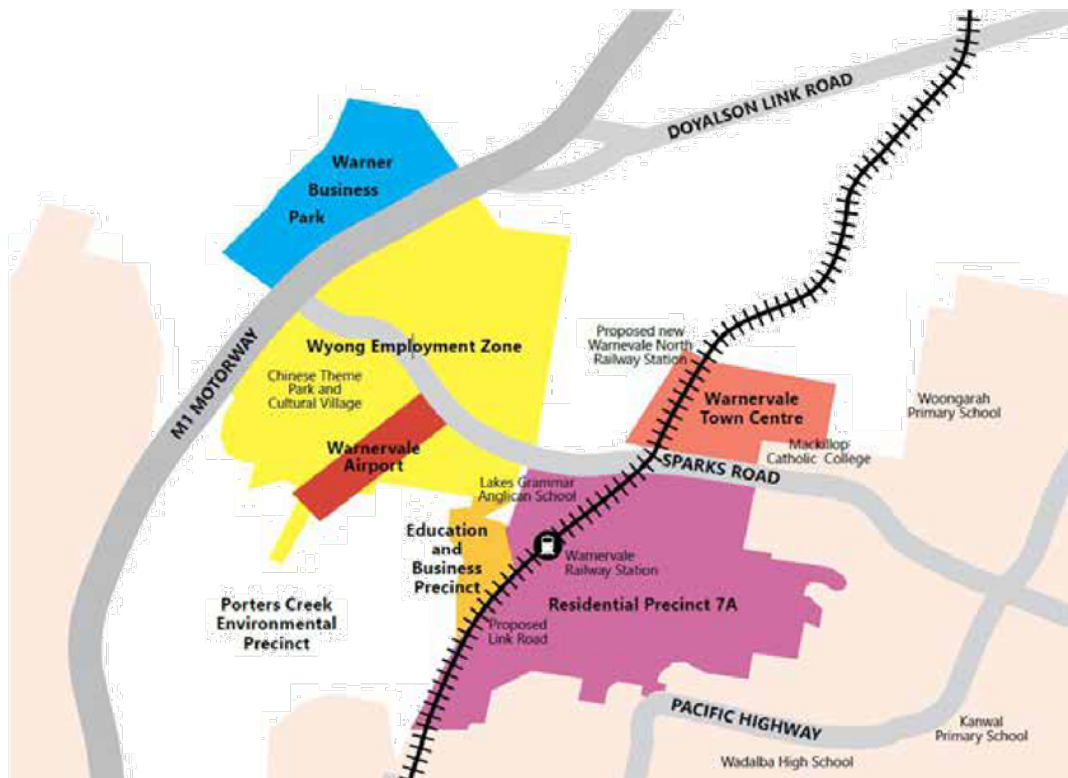 DOYALSON LINK ROAD
Warner
Business
Park
M1 MOTORWAY
Wyong Employment Zone
Chinese Theme
Park and
Cultural Village
Warnervale
Airport
Proposed new
Warnevale North
Railway Station
Warnervale
Town Centre
Woongarah
Primary School
Mackillop
Catholic College
SPARKS ROAD
Lakes Grammar
Anglican School
Education
and
Business
Precinct
Warnervale
Railway Station
Residential Precinct 7A
Porters Creek
Environmental
Precinct
Proposed
Link Road
PACIFIC HIGHWAY
Kanwal
Primary School
Wadalba High School